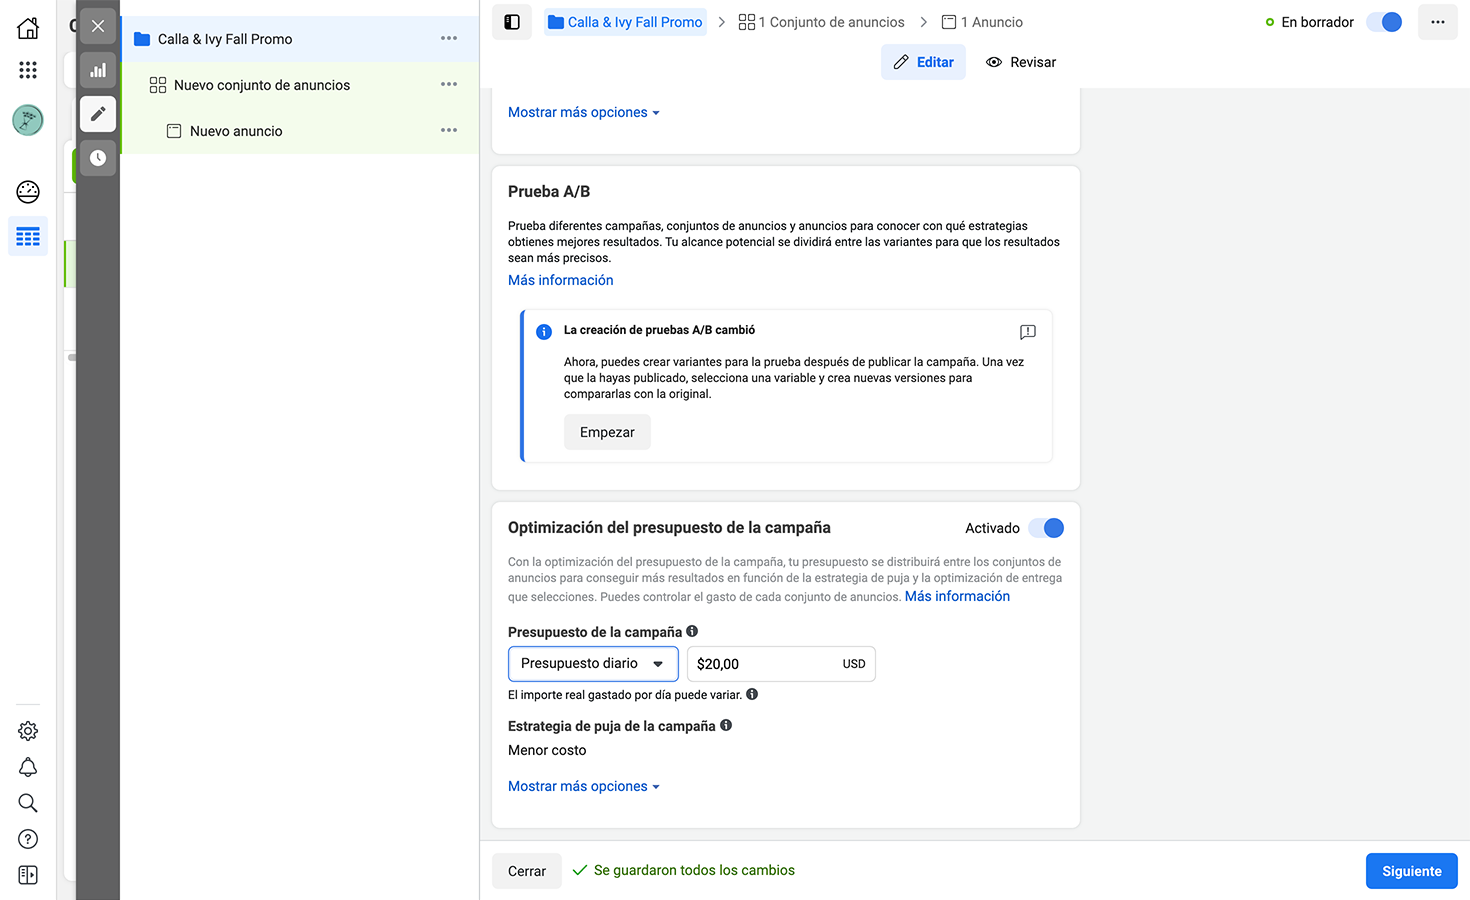 Calla & Ivy Fall Promo
Nuevo conjunto de anuncios
Nuevo anuncio
Calla & Ivy Fall Promo
1 Conjunto de anuncios
1 Anuncio
En borrador
Editar
Revisar
Mostrar más opciones
Prueba A/B
Prueba diferentes campañas, conjuntos de anuncios y anuncios para conocer con qué estrategias
obtienes mejores resultados. Tu alcance potencial se dividirá entre las variantes para que los resultados
sean más precisos.
Más información
La creación de pruebas A/B cambió
Ahora, puedes crear variantes para la prueba después de publicar la campaña. Una vez
que la hayas publicado, selecciona una variable y crea nuevas versiones para
compararlas con la original.
Empezar
Optimización del presupuesto de la campaña
Activado
Con la optimización del presupuesto de la campaña, tu presupuesto se distribuirá entre los conjuntos de
anuncios para conseguir más resultados en función de la estrategia de puja y la optimización de entrega
que selecciones. Puedes controlar el gasto de cada conjunto de anuncios. Más información
Presupuesto de la campaña
Presupuesto diario
$20,00 USD
El importe real gastado por día puede variar.
Estrategia de puja de la campaña
Menor costo
Mostrar más opciones
Cerrar
Se guardaron todos los cambios
Siguiente